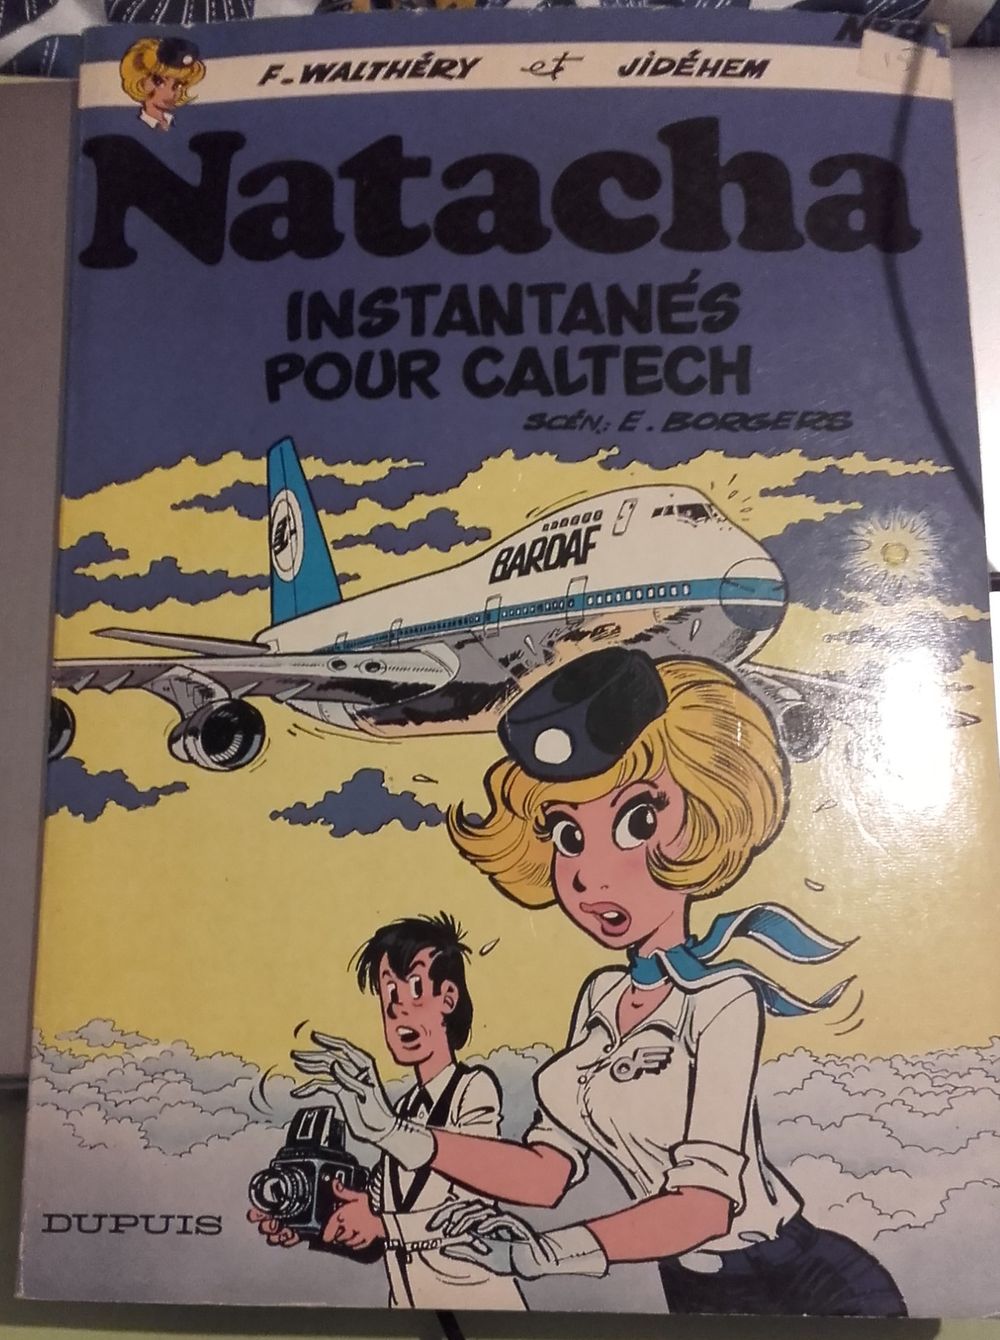 F. WALTHÉRY et JIDÉHEM
Natacha
INSTANTANÉS
POUR CALTECH
SCÉN.: E. BORGERS
BARDAF
DUPUIS